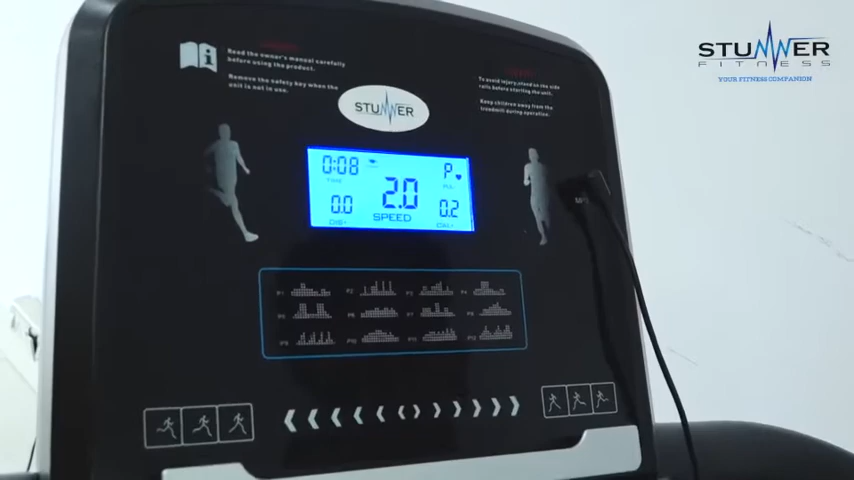 STUNNER
FITNESS
YOUR FITNESS COMPANION
Read the owner's manual carefully
before using the product.
Remove the safety key when the
unit is not in use.
To avoid injury,stand on the side
rails before starting the unit.
Keep children away from the
treadmill during operation.
STUNNER
0:08
TIME
P
PUL
2.0
SPEED
0.0
DIS
0.2
CAL
P1 P2 P3 P4
P5 P6 P7 P8
P9 P10 P11 P12